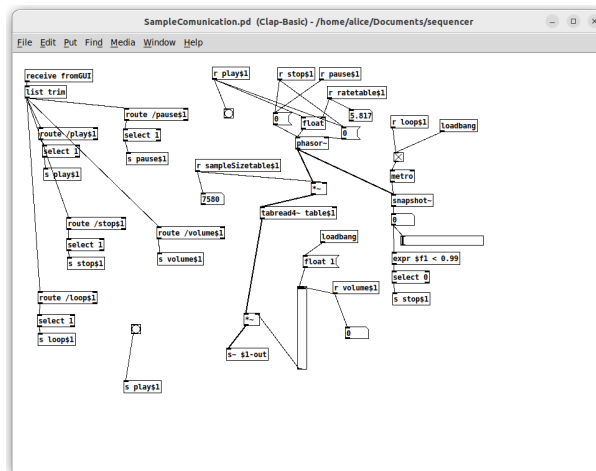 SampleComunication.pd (Clap-Basic) - /home/alice/Documents/sequencer
File Edit Put Find Media Window Help
receive fromGUI
list trim
route /pause$1
route /play$1
select 1
select 1
s pause$1
s play$1
route /stop$1
select 1
s stop$1
route /volume$1
s volume$1
route /loop$1
select 1
s loop$1
s play$1
r play$1
r stop$1
r pause$1
r ratetable$1
5.817
0
float
0
phasor~
r sampleSizetable$1
7580
*~
tabread4~ table$1
loadbang
float 1
r volume$1
0
*~
s~ $1-out
r loop$1
loadbang
metro
snapshot~
0
expr $f1 < 0.99
select 0
s stop$1